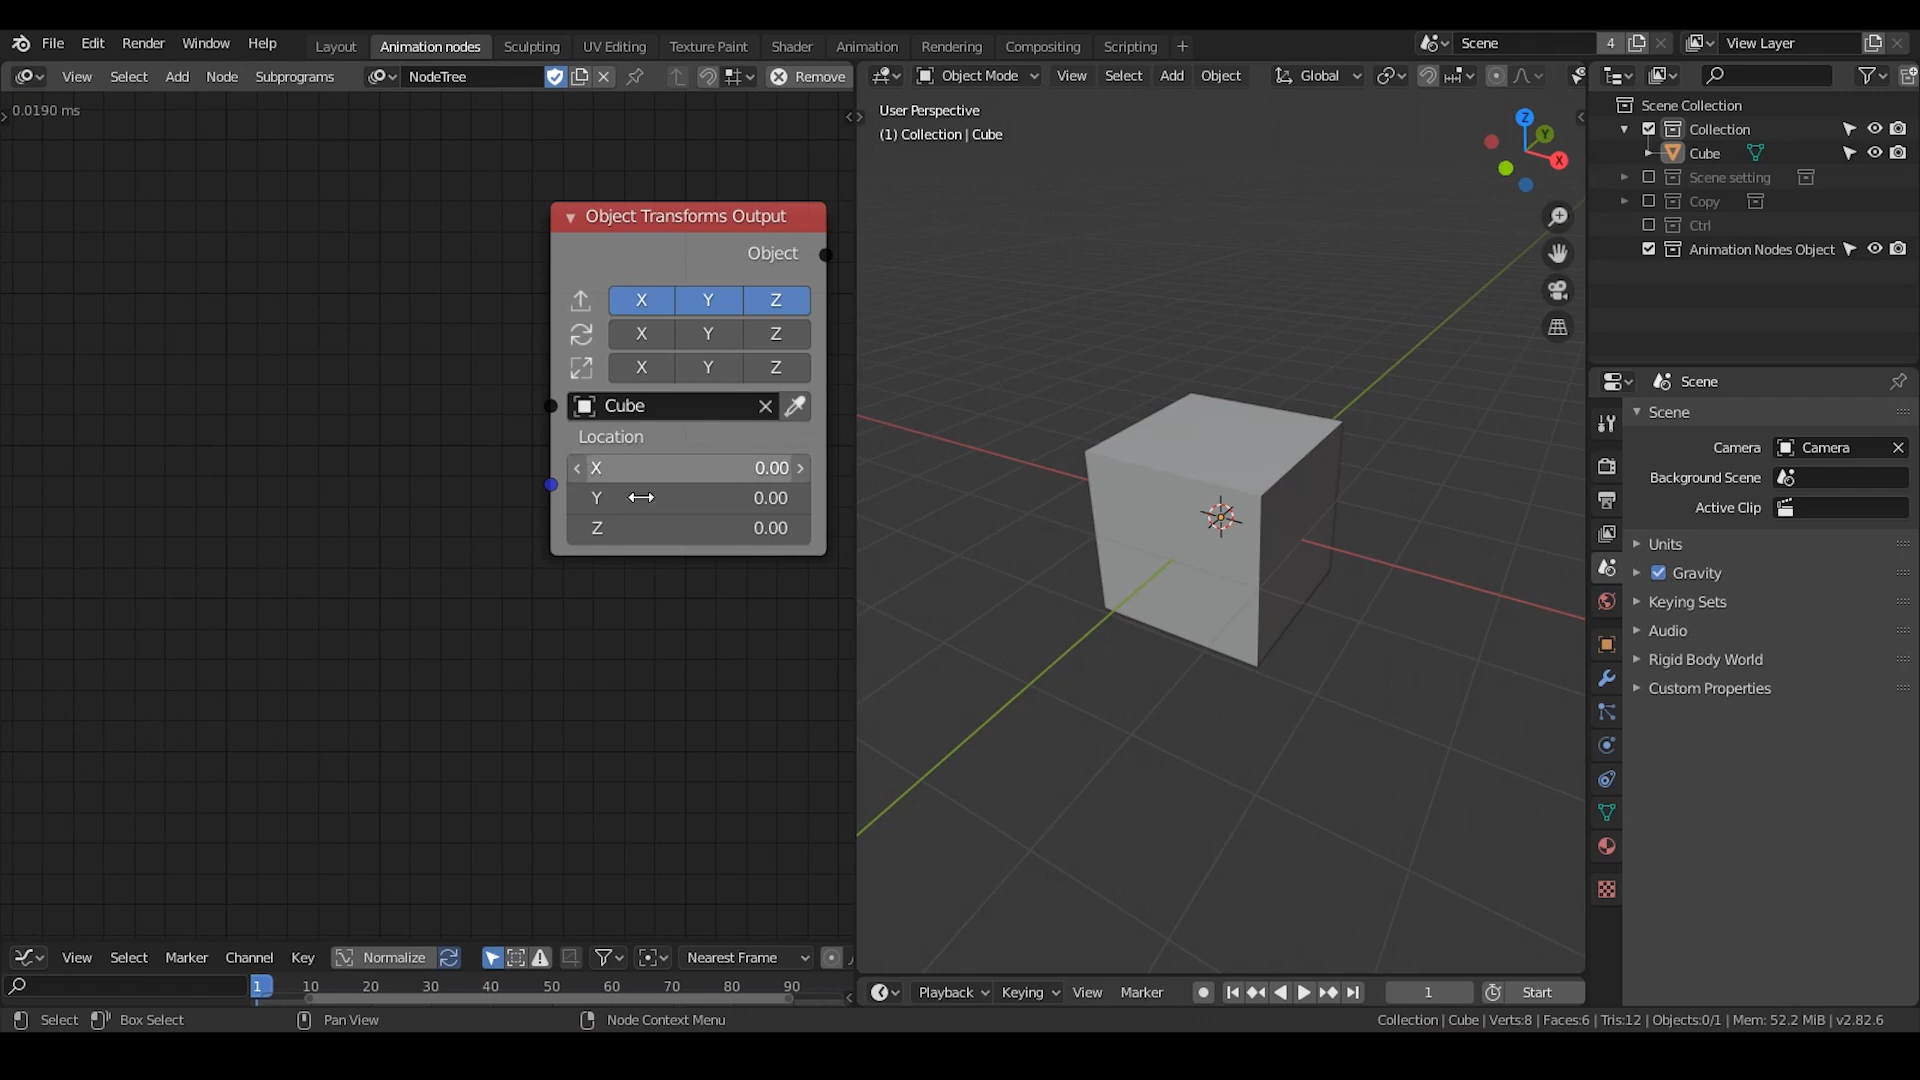 File Edit Render Window Help Layout Animation nodes Sculpting UV Editing Texture Paint Shader Animation Rendering Compositing Scripting + Scene 4 View Layer
View Select Add Node Subprograms NodeTree Remove Object Mode View Select Add Object Global
0.0190 ms
User Perspective
(1) Collection | Cube
Z
Y
X
Object Transforms Output
Object
X Y Z
X Y Z
X Y Z
Cube
Location
X 0.00
Y 0.00
Z 0.00
Scene Collection
Collection
Cube
Scene setting
Copy
Ctrl
Animation Nodes Object
Scene
Scene
Camera Camera
Background Scene
Active Clip
Units
Gravity
Keying Sets
Audio
Rigid Body World
Custom Properties
View Select Marker Channel Key Normalize Nearest Frame
1 10 20 30 40 50 60 70 80 90
Playback Keying View Marker 1 Start
Select Box Select Pan View Node Context Menu Collection | Cube | Verts:8 | Faces:6 | Tris:12 | Objects:0/1 | Mem: 52.2 MiB | v2.82.6